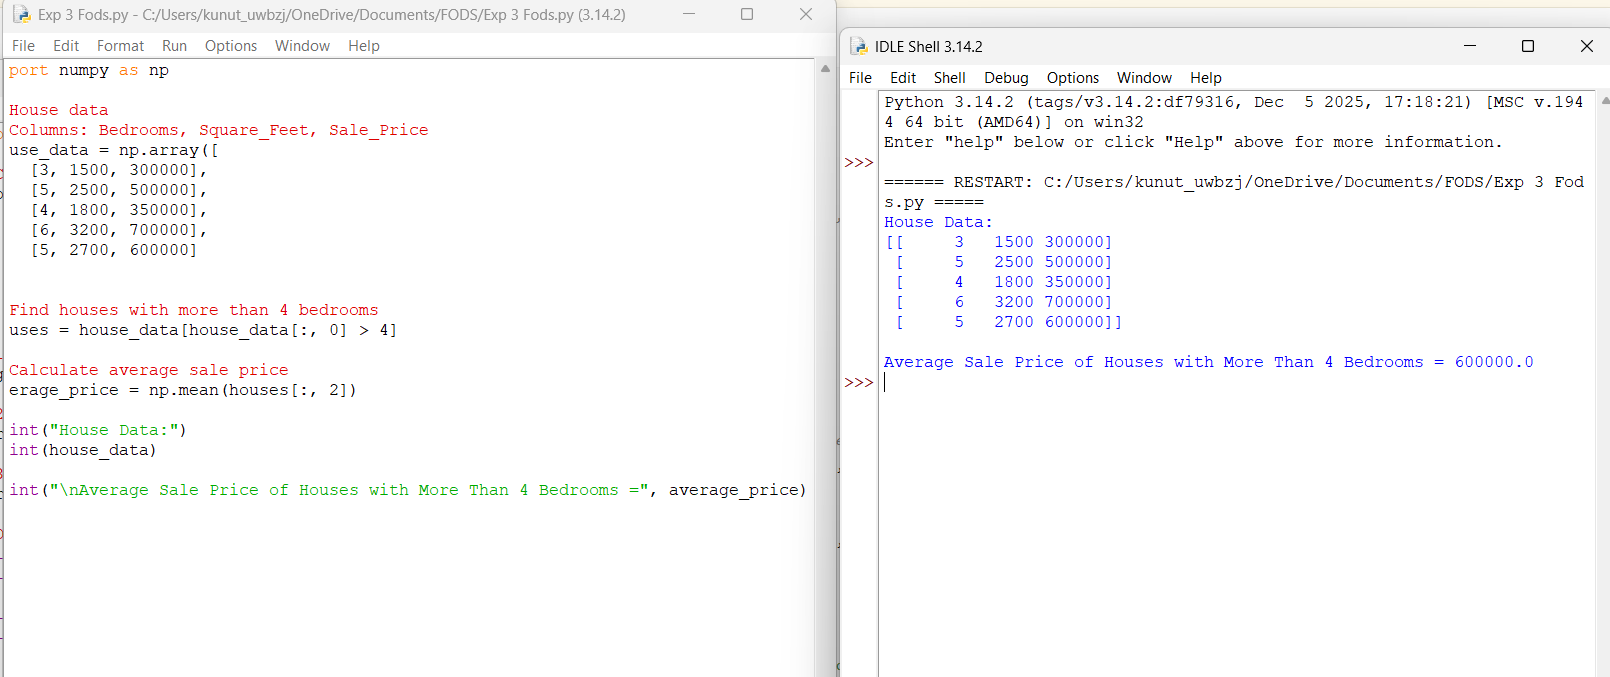 Exp 3 Fods.py - C:/Users/kunut_uwbzj/OneDrive/Documents/FODS/Exp 3 Fods.py (3.14.2)
File Edit Format Run Options Window Help
port numpy as np
House data
Columns: Bedrooms, Square_Feet, Sale_Price
use_data = np.array([
[3, 1500, 300000],
[5, 2500, 500000],
[4, 1800, 350000],
[6, 3200, 700000],
[5, 2700, 600000]
Find houses with more than 4 bedrooms
uses = house_data[house_data[:, 0] > 4]
Calculate average sale price
erage_price = np.mean(houses[:, 2])
int("House Data:")
int(house_data)
int("\nAverage Sale Price of Houses with More Than 4 Bedrooms =", average_price)
IDLE Shell 3.14.2
File Edit Shell Debug Options Window Help
Python 3.14.2 (tags/v3.14.2:df79316, Dec  5 2025, 17:18:21) [MSC v.194
4 64 bit (AMD64)] on win32
Enter "help" below or click "Help" above for more information.
>>>
====== RESTART: C:/Users/kunut_uwbzj/OneDrive/Documents/FODS/Exp 3 Fod
s.py =====
House Data:
[[     3   1500 300000]
 [     5   2500 500000]
 [     4   1800 350000]
 [     6   3200 700000]
 [     5   2700 600000]]
Average Sale Price of Houses with More Than 4 Bedrooms = 600000.0
>>>